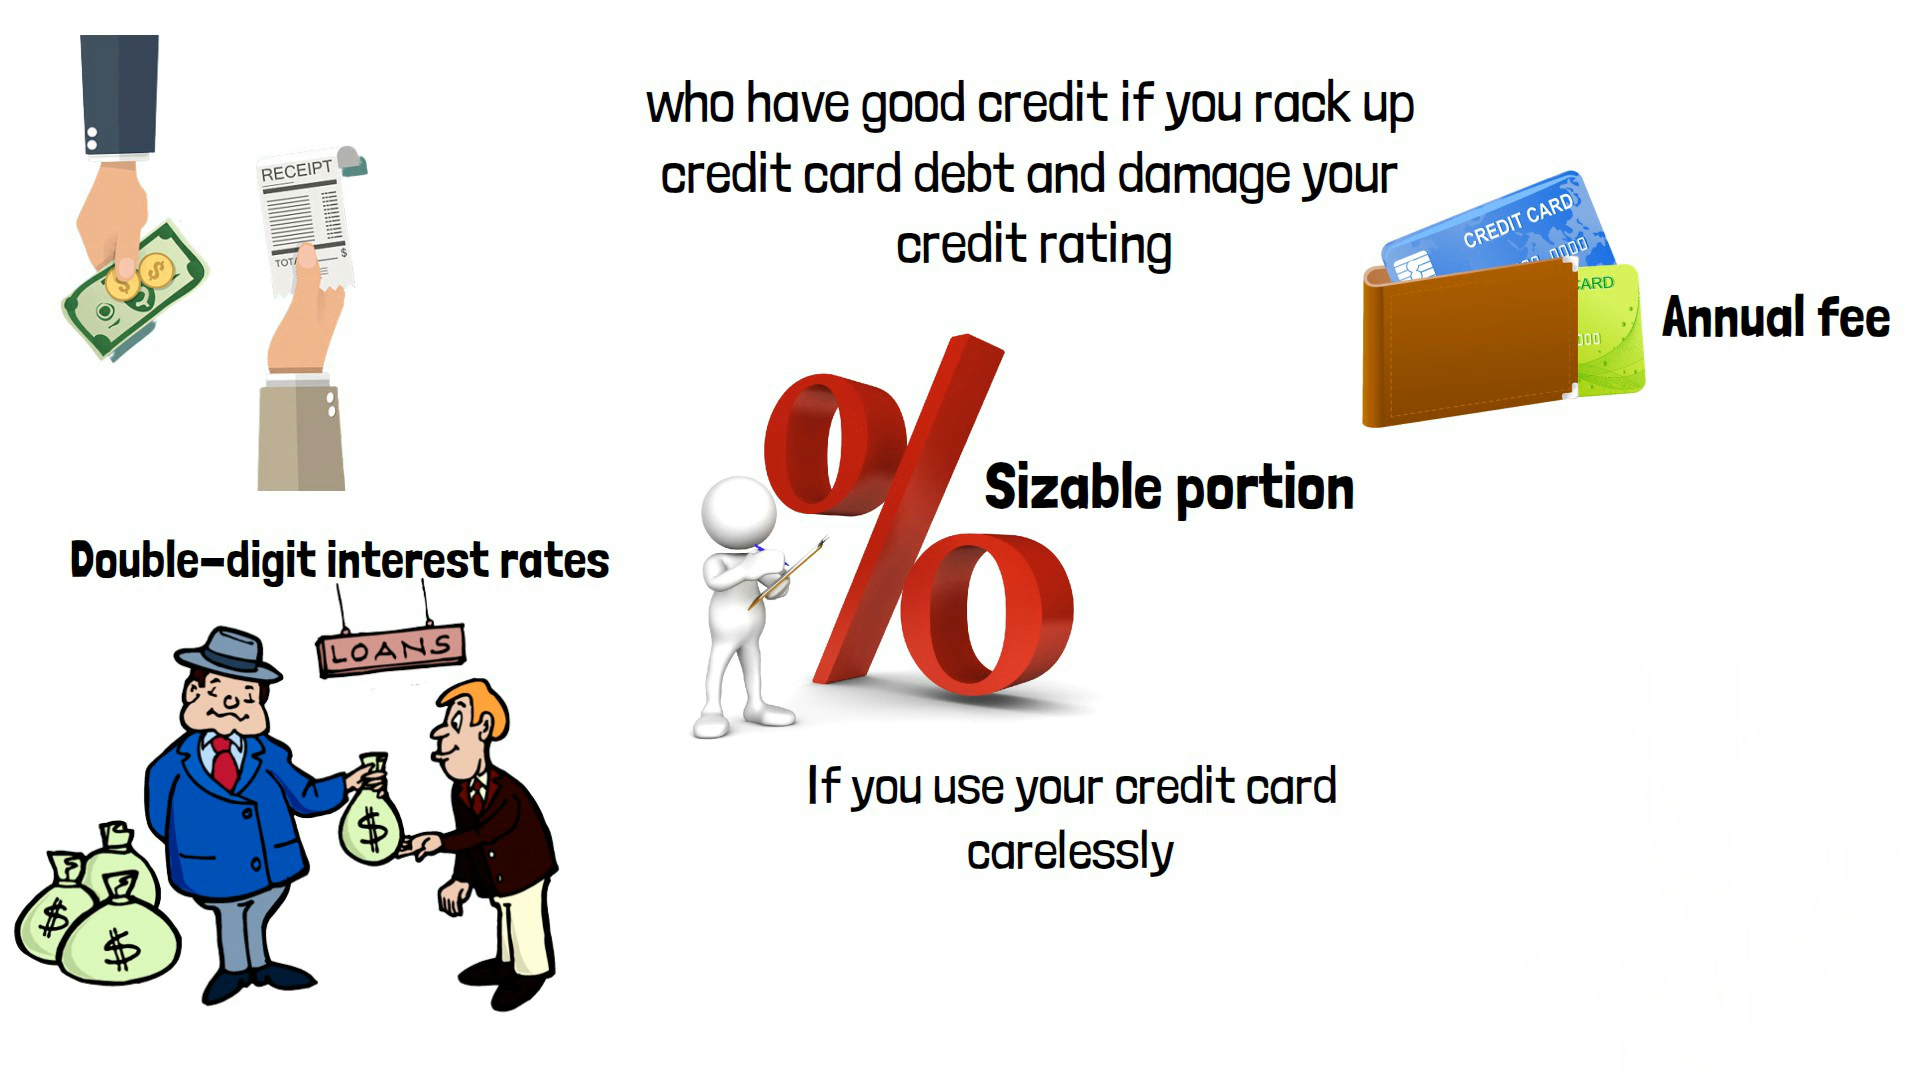 who have good credit if you rack up
credit card debt and damage your
credit rating
RECEIPT
$
CREDIT CARD
CARD
Annual fee
Sizable portion
Double-digit interest rates
LOANS
$
If you use your credit card
carelessly
$
$